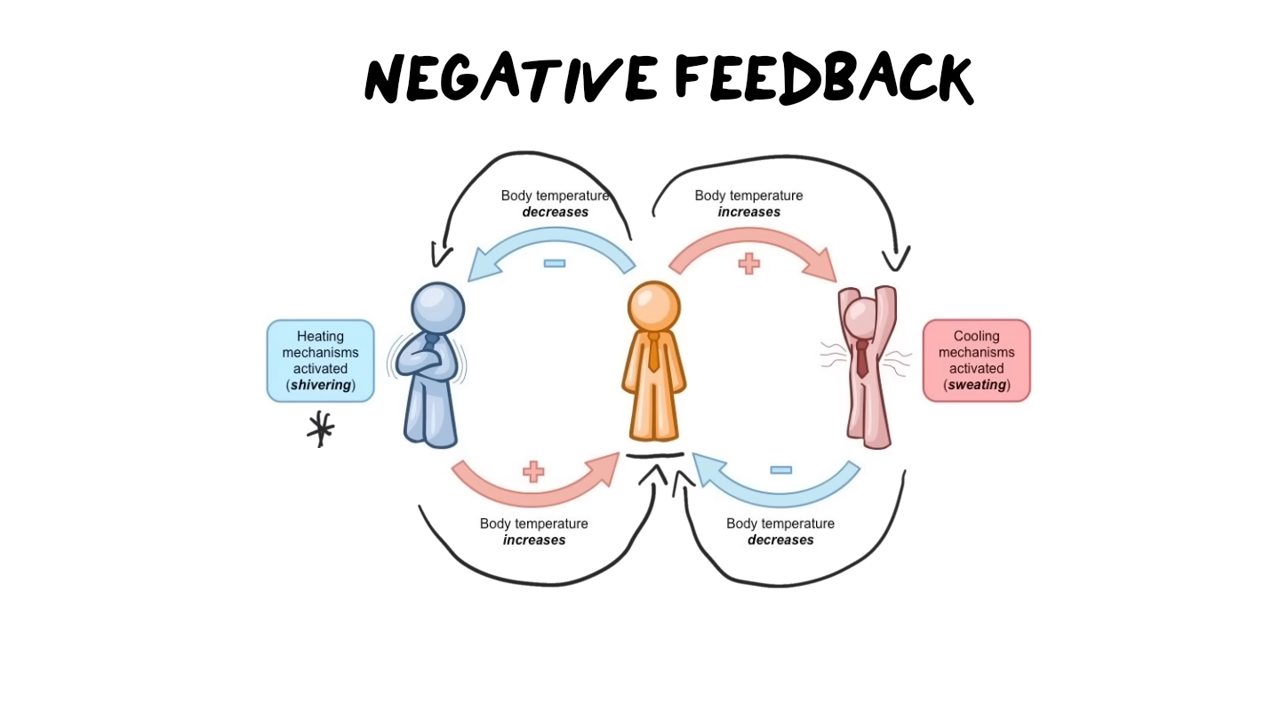 NEGATIVE FEEDBACK
Body temperature
decreases
Body temperature
increases
−
+
Heating
mechanisms
activated
(shivering)
Cooling
mechanisms
activated
(sweating)
*
+
−
Body temperature
increases
Body temperature
decreases